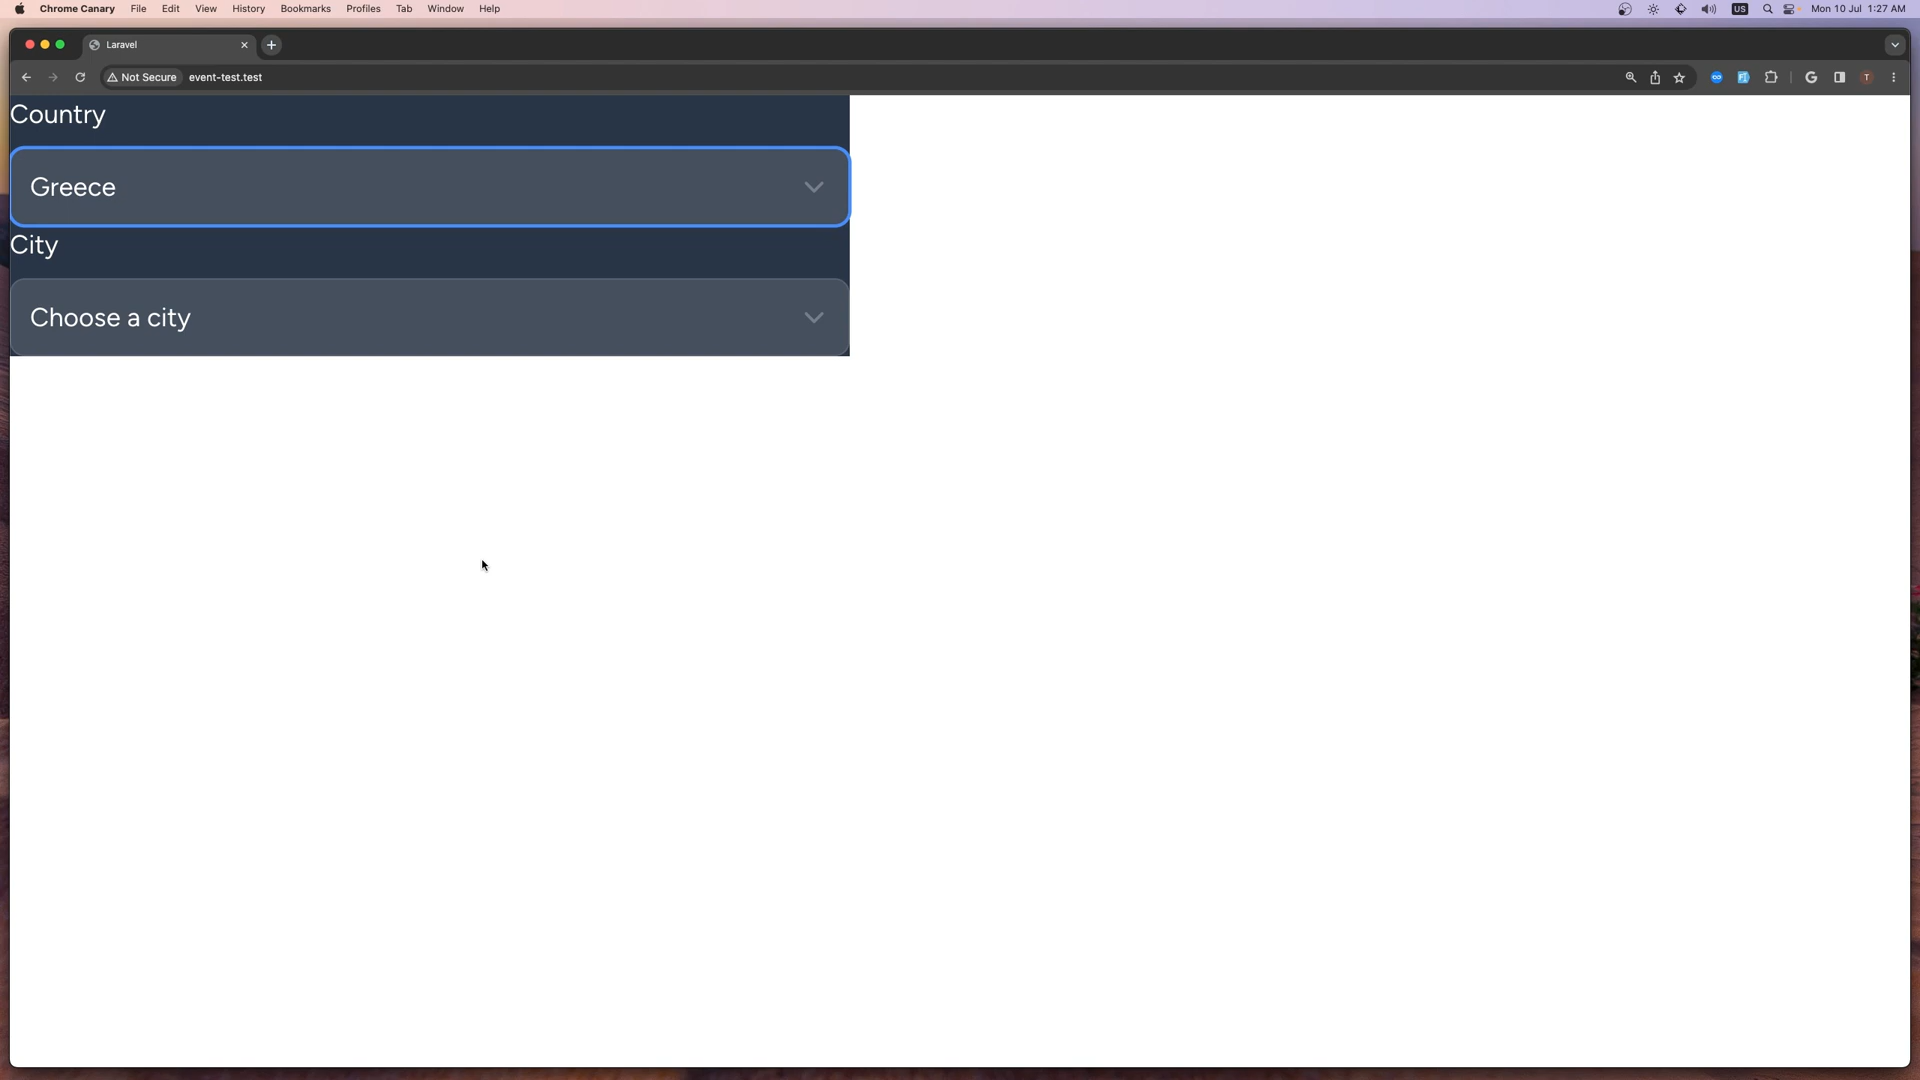 Chrome Canary File Edit View History Bookmarks Profiles Tab Window Help US Mon 10 Jul 1:27 AM
Laravel
Not Secure event-test.test T
Country
Greece
City
Choose a city